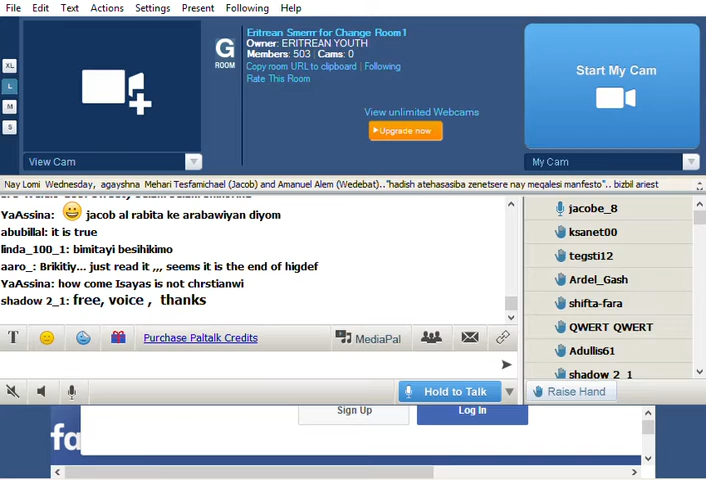 File Edit Text Actions Settings Present Following Help
Eritrean Smerrr for Change Room1
Owner: ERITREAN YOUTH
Members: 503 Cams: 0
Copy room URL to clipboard | Following
Rate This Room
G
ROOM
XL
L
M
S
Start My Cam
View unlimited Webcams
Upgrade now
View Cam
My Cam
Nay Lomi Wednesday, agayshna Mehari Tesfamichael (Jacob) and Amanuel Alem (Wedebat).."hadish atehasasiba zenetsere nay meqalesi manfesto".. bizbil ariest
YaAssina: jacob al rabita ke arabawiyan diyom
abubillal: it is true
linda_100_1: bimitayi besihikimo
aaro_: Brikitiy... just read it ,,, seems it is the end of higdef
YaAssina: how come Isayas is not chrstianwi
shadow 2_1: free, voice , thanks
jacobe_8
ksanet00
tegsti12
Ardel_Gash
shifta-fara
QWERT QWERT
Adullis61
shadow 2_1
T
Purchase Paltalk Credits
MediaPal
Hold to Talk
Raise Hand
Sign Up
Log In
fa